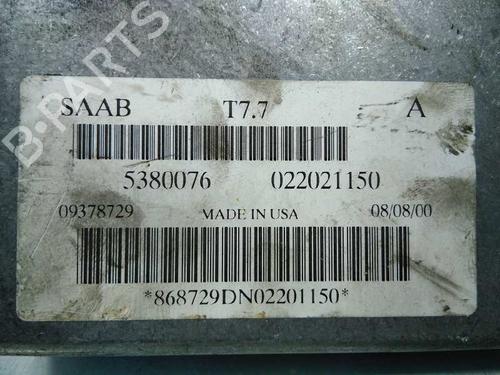 B-PARTS
SAAB T7.7 A
5380076 022021150
09378729 MADE IN USA 08/08/00
*868729DN02201150*